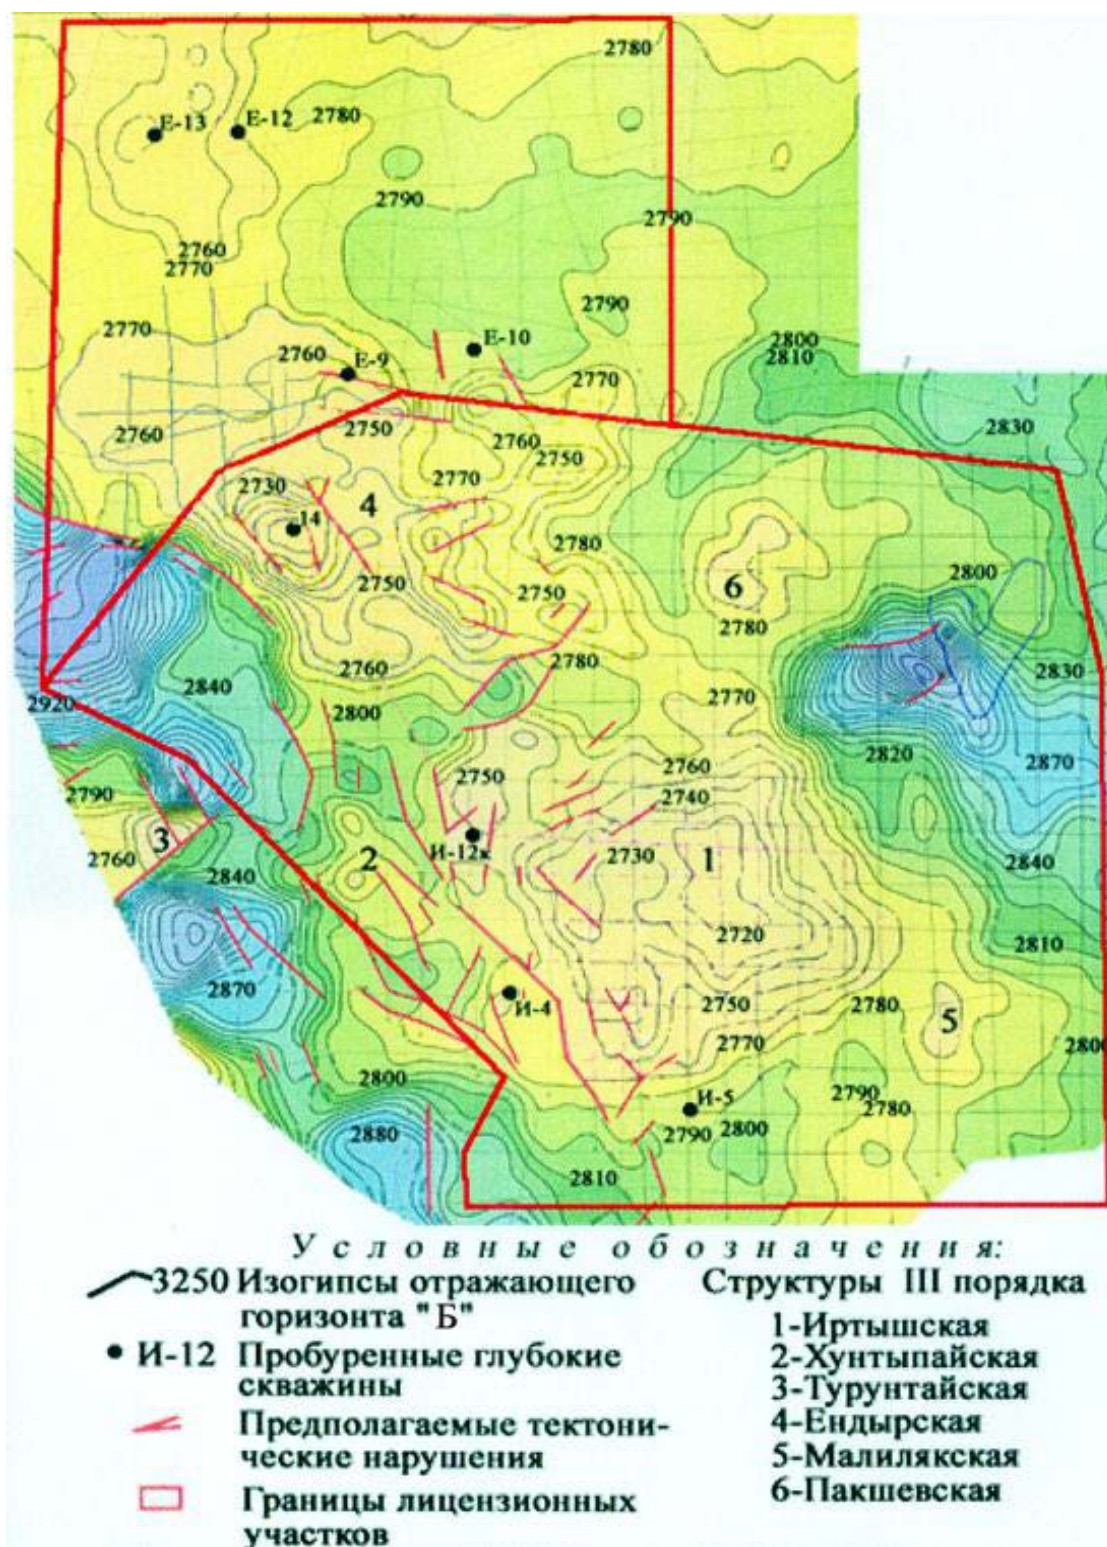 2780
Е-13
Е-12
2780
2790
2790
2760
2770
2790
2770
Е-10
2800
2810
2760
Е-9
2770
2760
2750
2760
2830
2750
2770
2730
4
14
2780
2750
6
2800
2750
2780
2760
2780
2830
2840
2770
2920
2800
2820
2870
2750
2760
2790
2740
3
И-12к
2760
2
2730
1
2840
2840
2720
2810
2870
И-4
2750
2780
5
2770
2800
2800
2790
2780
И-5
2790
2800
2880
2810
Условные обозначения:
3250 Изогипсы отражающего
горизонта "Б"
И-12 Пробуренные глубокие
скважины
Предполагаемые тектони-
ческие нарушения
Границы лицензионных
участков
Структуры III порядка
1-Иртышская
2-Хунтыпайская
3-Турунтайская
4-Ендырская
5-Малилякская
6-Пакшевская